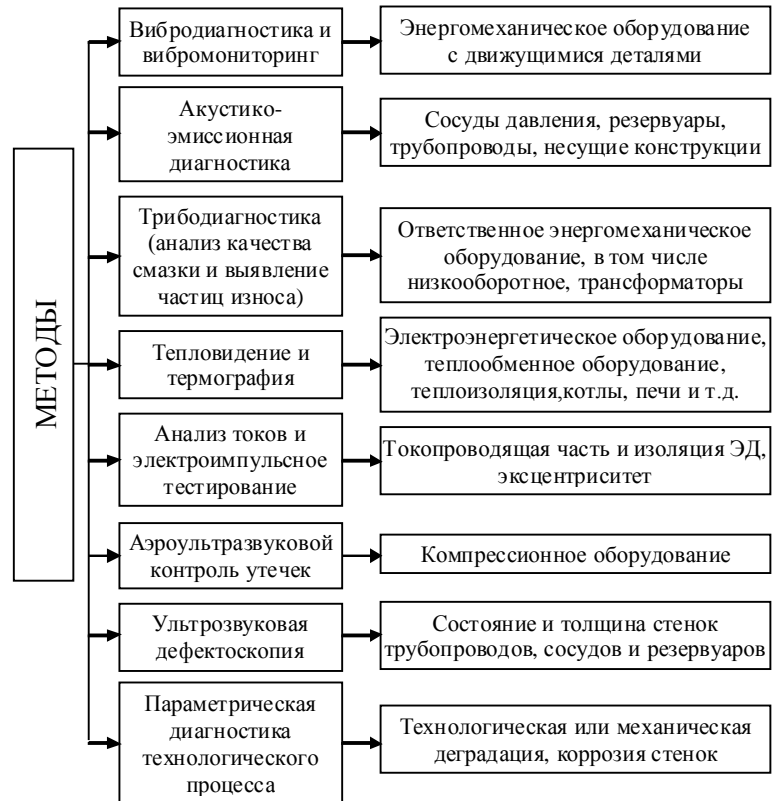 МЕТОДЫ
Вибродиагностика и
вибромониторинг
Энергомеханическое оборудование
с движущимися деталями
Акустико-
эмиссионная
диагностика
Сосуды давления, резервуары,
трубопроводы, несущие конструкции
Трибодиагностика
(анализ качества
смазки и выявление
частиц износа)
Ответственное энергомеханическое
оборудование, в том числе
низкооборотное, трансформаторы
Тепловидение и
термография
Электроэнергетическое оборудование,
теплообменное оборудование,
теплоизоляция,котлы, печи и т.д.
Анализ токов и
электроимпульсное
тестирование
Токопроводящая часть и изоляция ЭД,
эксцентриситет
Аэроультразвуковой
контроль утечек
Компрессионное оборудование
Ультрозвуковая
дефектоскопия
Состояние и толщина стенок
трубопроводов, сосудов и резервуаров
Параметрическая
диагностика
технологического
процесса
Технологическая или механическая
деградация, коррозия стенок